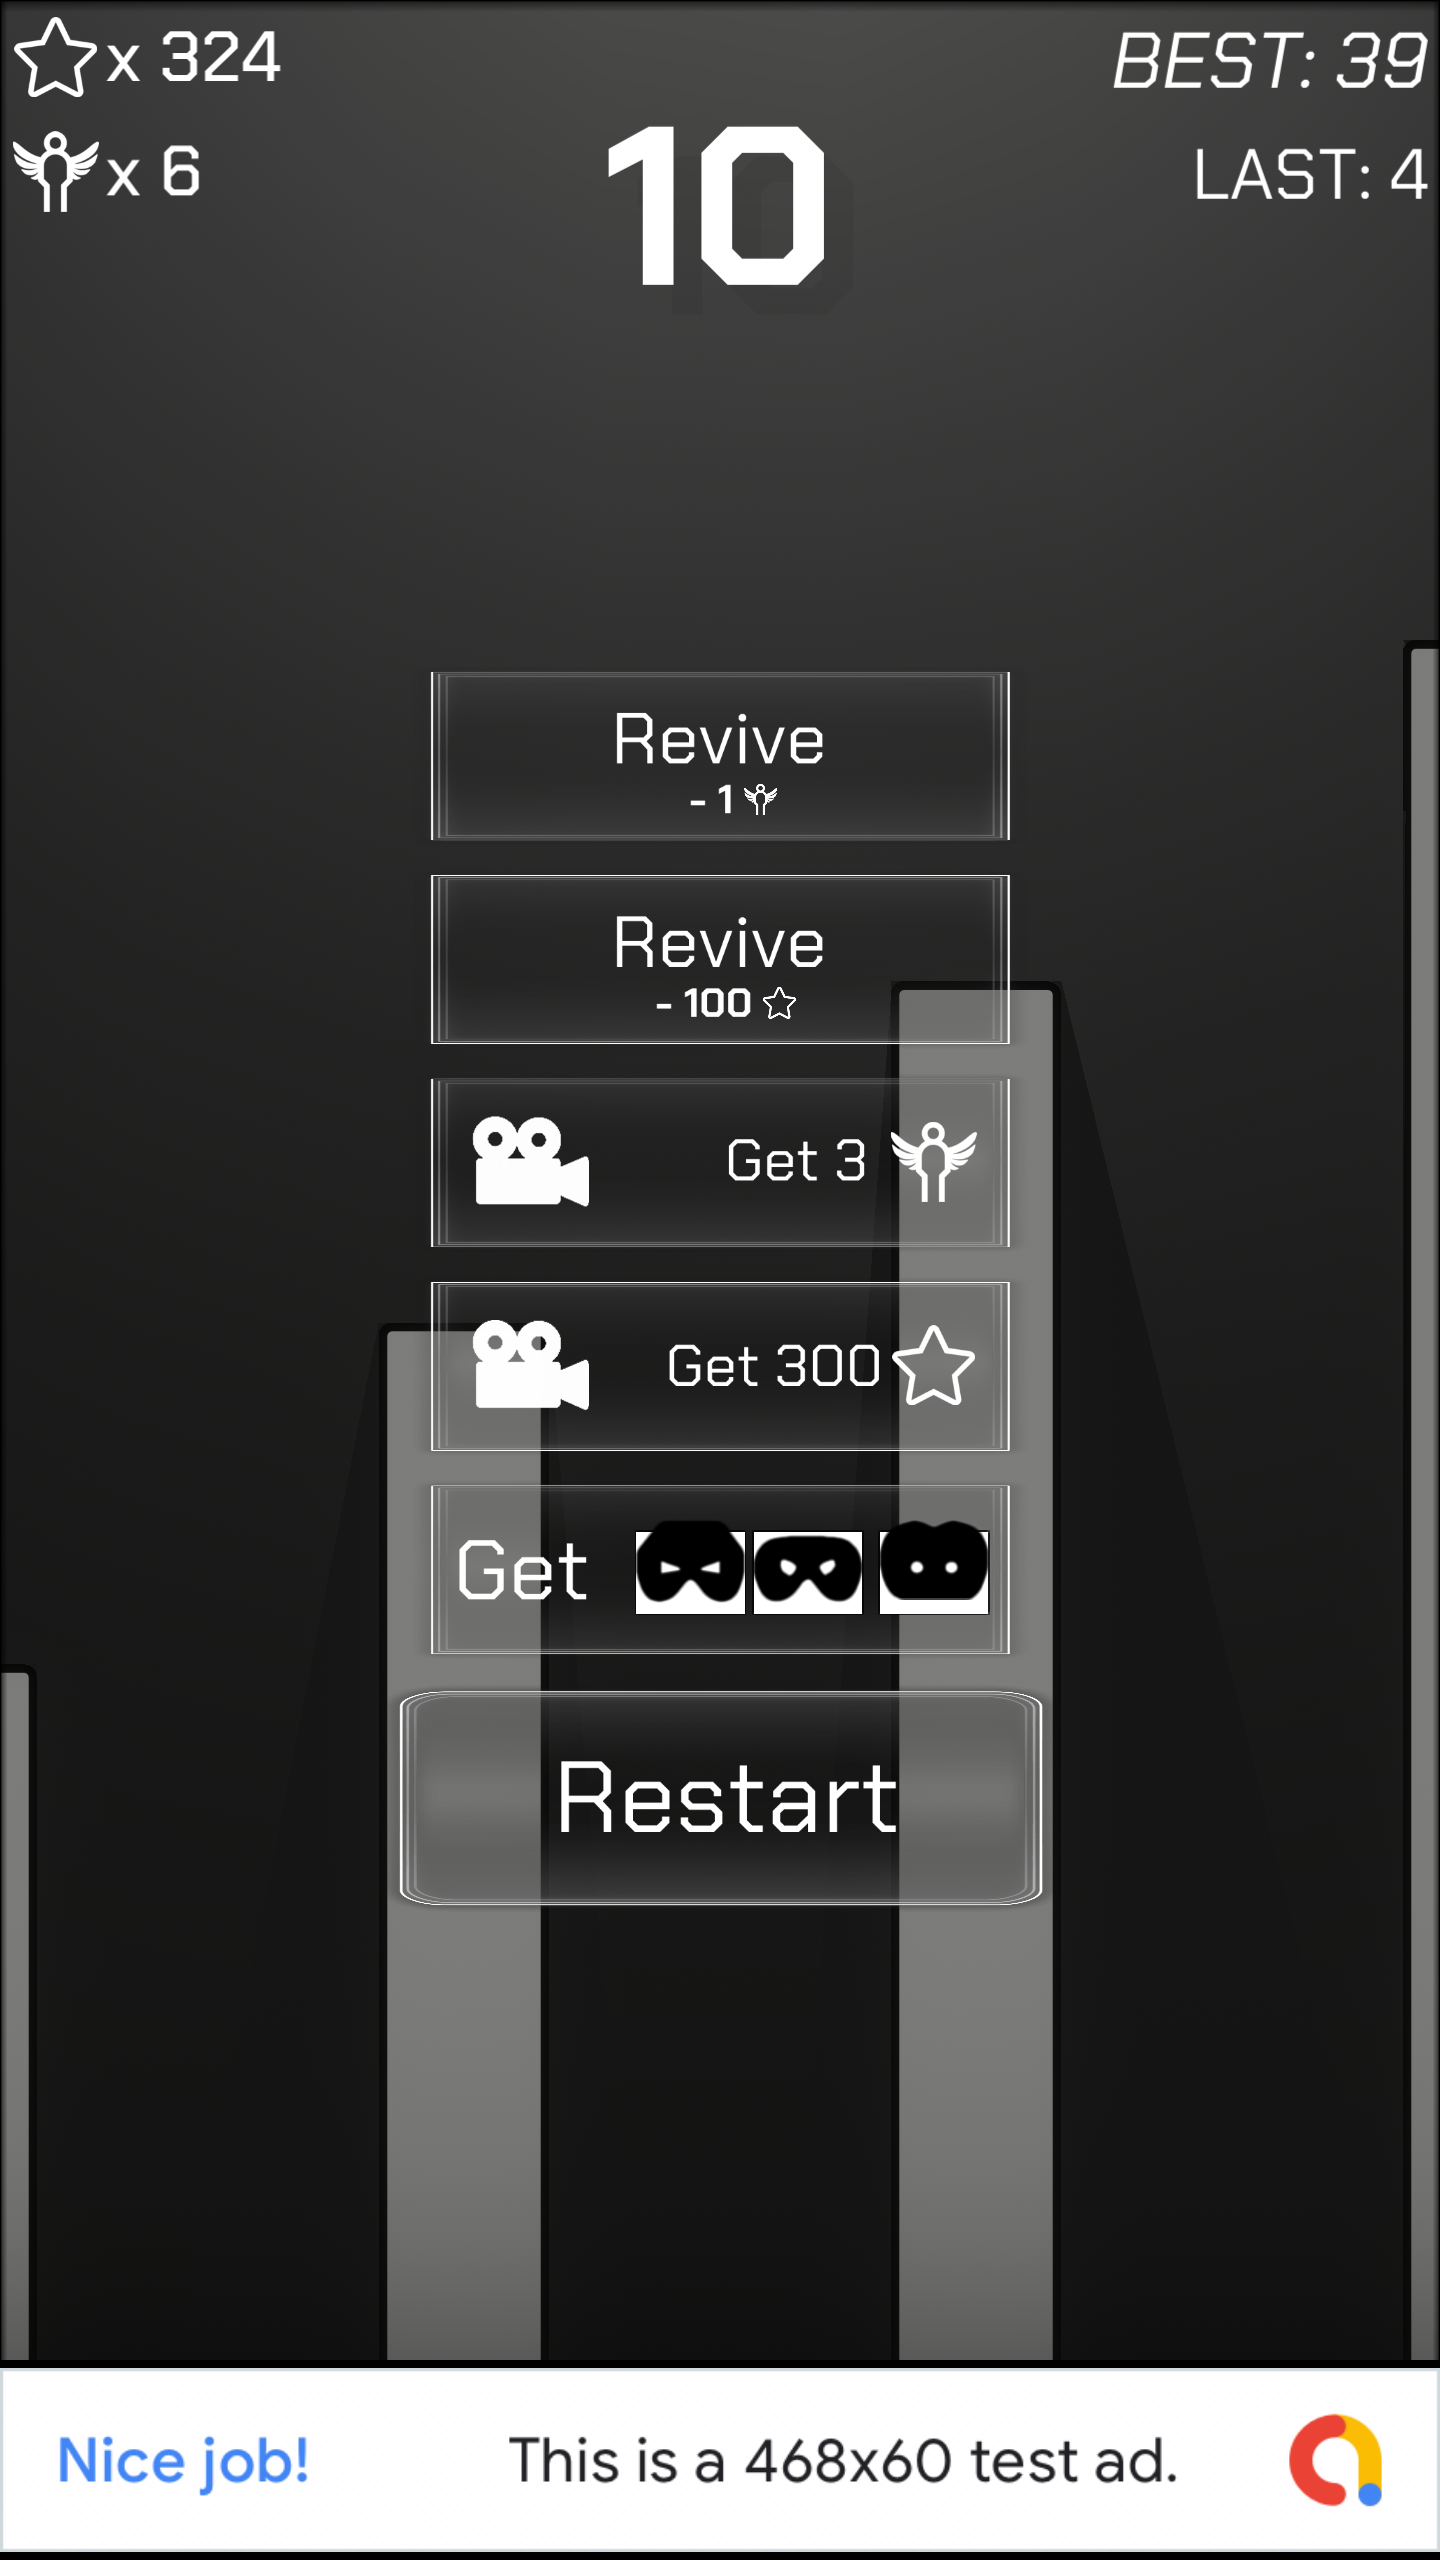 x 324
BEST: 39
x 6
LAST: 4
10
Revive
- 1
Revive
- 100
Get 3
Get 300
Get
Restart
Nice job! This is a 468x60 test ad.